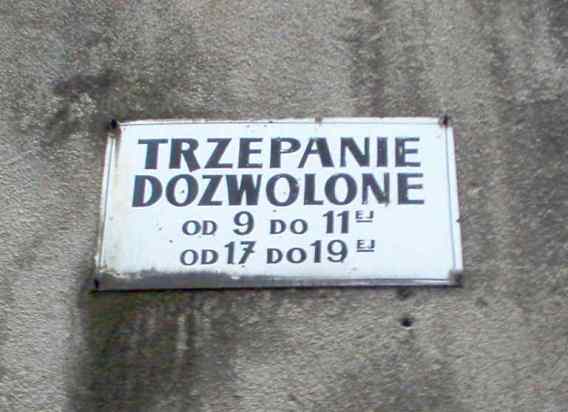 TRZEPANIE
DOZWOLONE
OD 9 DO 11EJ
OD 17 DO 19EJ